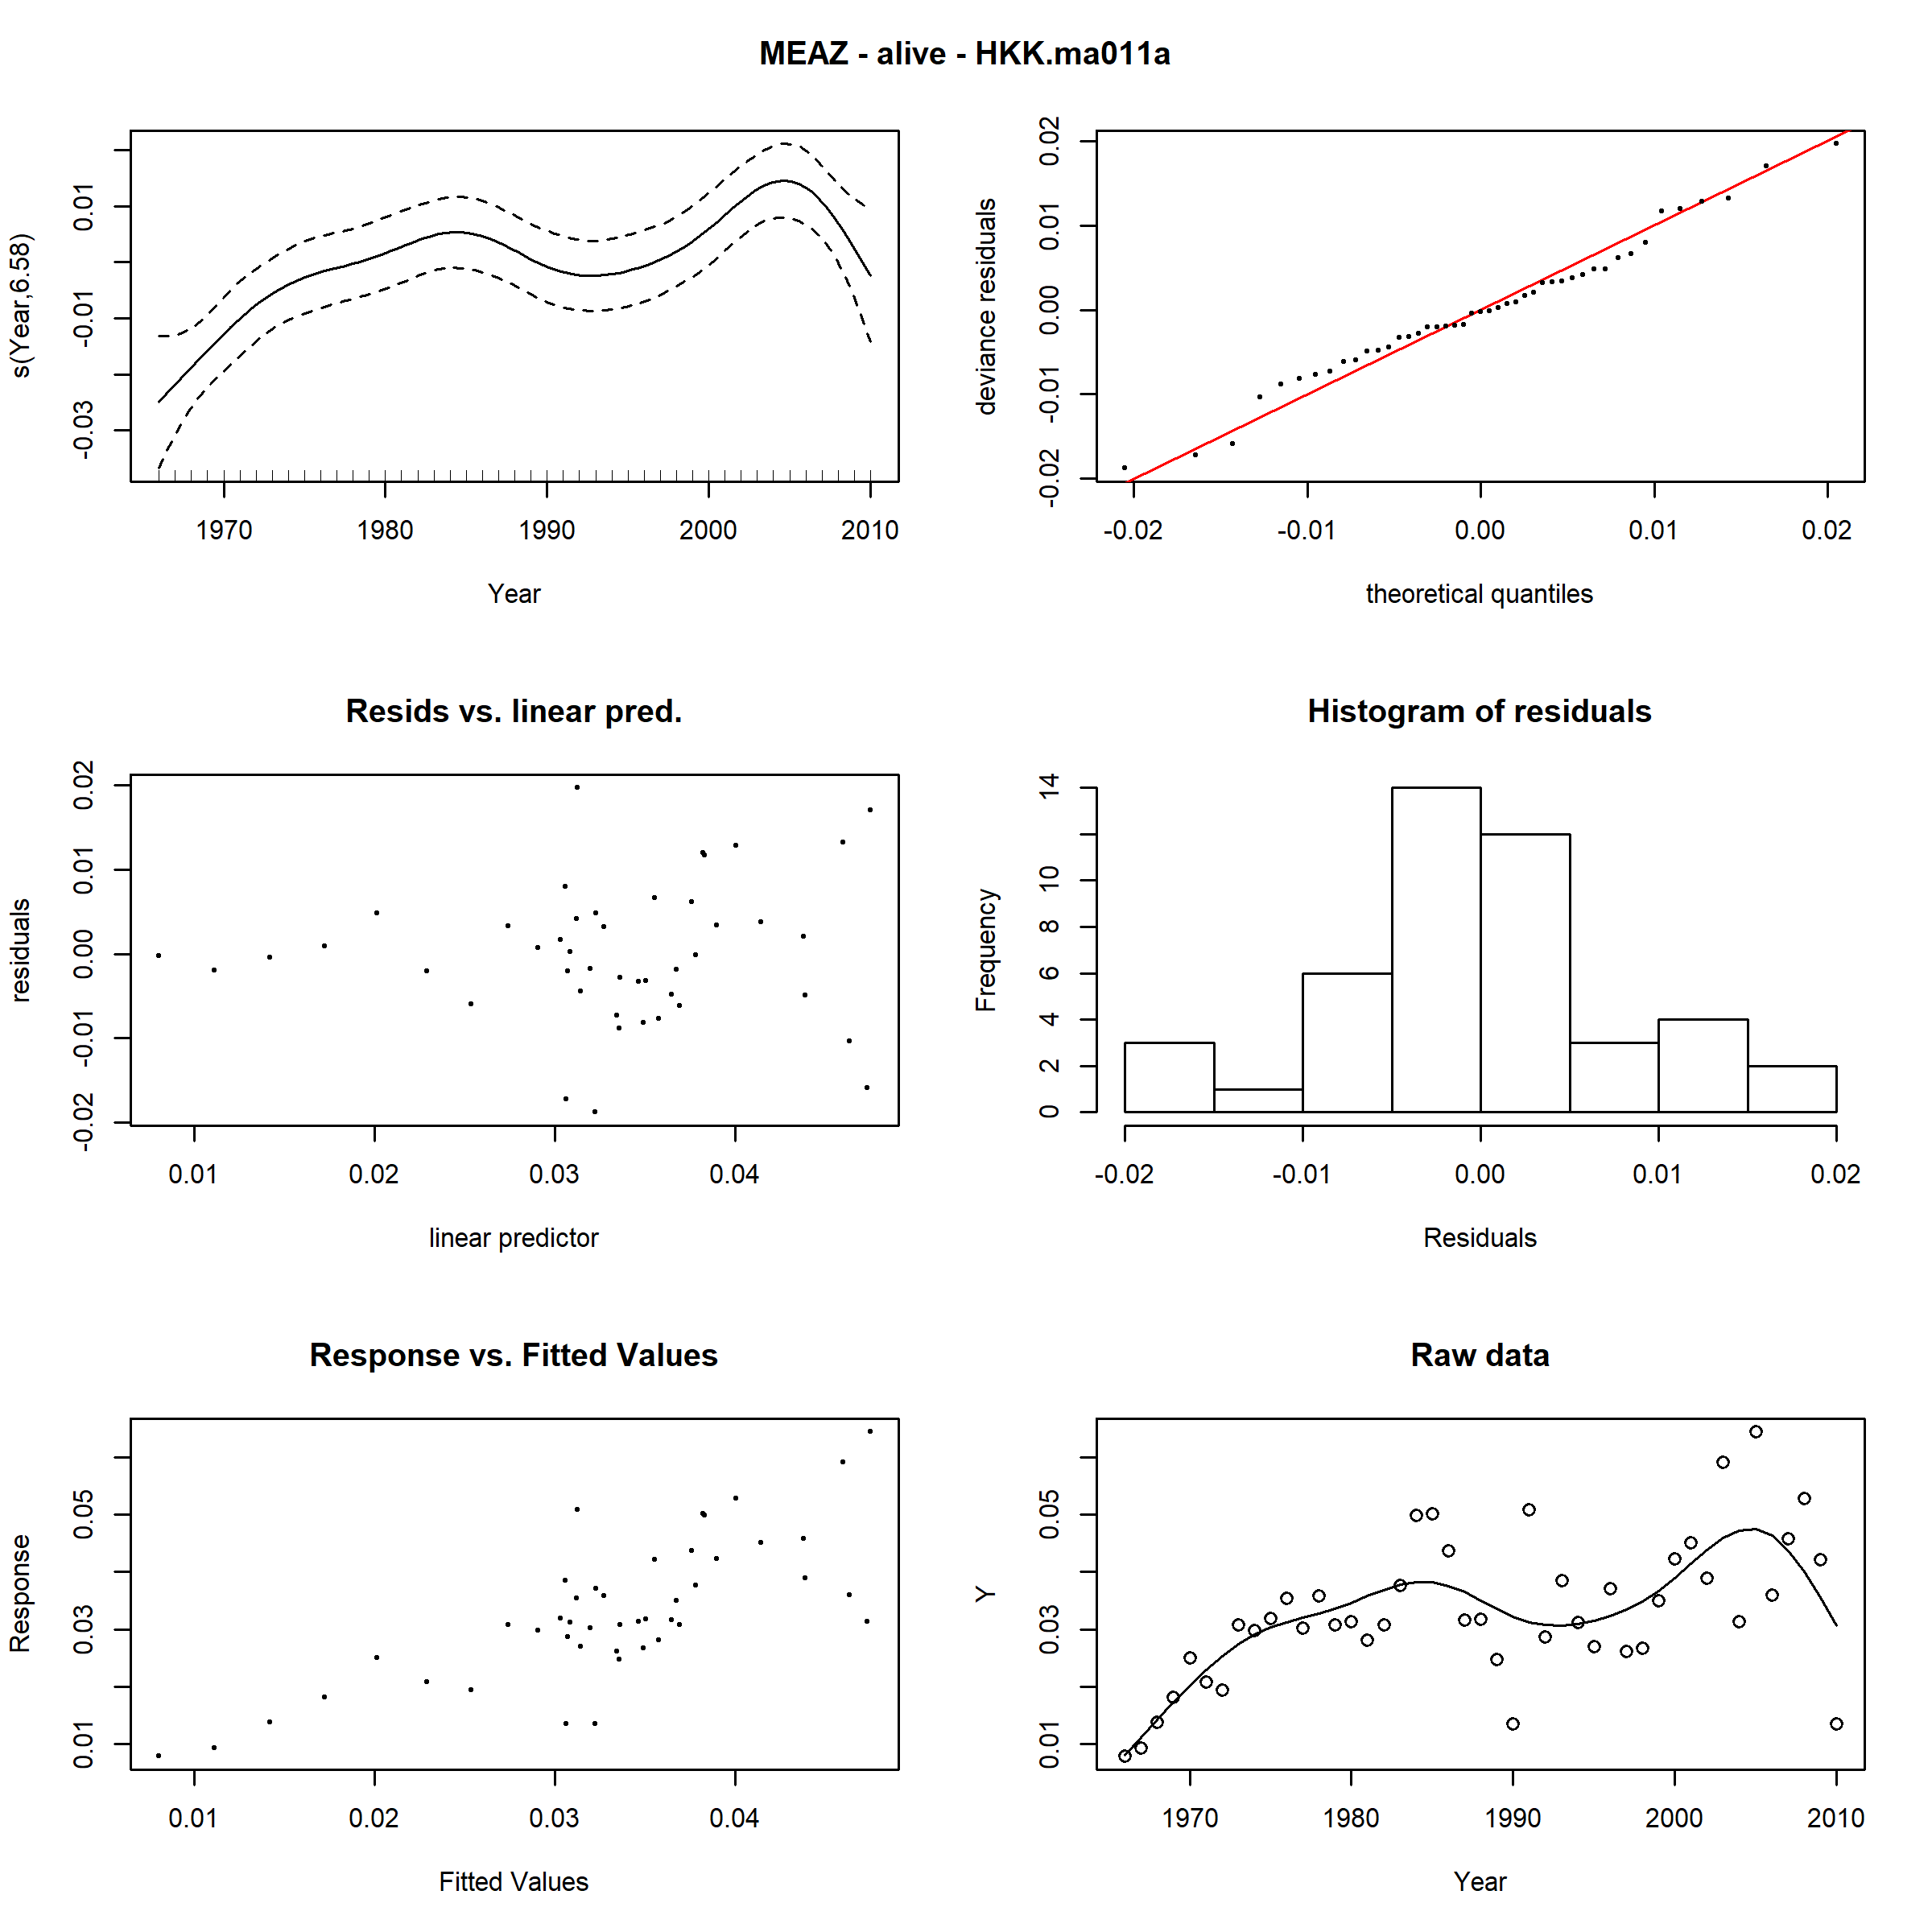 MEAZ - alive - HKK.ma011a
s(Year,6.58)
-0.03 -0.01 0.01
1970 1980 1990 2000 2010
Year
deviance residuals
-0.02 -0.01 0.00 0.01 0.02
-0.02 -0.01 0.00 0.01 0.02
theoretical quantiles
Resids vs. linear pred.
residuals
-0.02 -0.01 0.00 0.01 0.02
0.01 0.02 0.03 0.04
linear predictor
Histogram of residuals
Frequency
0 2 4 6 8 10 14
-0.02 -0.01 0.00 0.01 0.02
Residuals
Response vs. Fitted Values
Response
0.01 0.03 0.05
0.01 0.02 0.03 0.04
Fitted Values
Raw data
Y
0.01 0.03 0.05
1970 1980 1990 2000 2010
Year